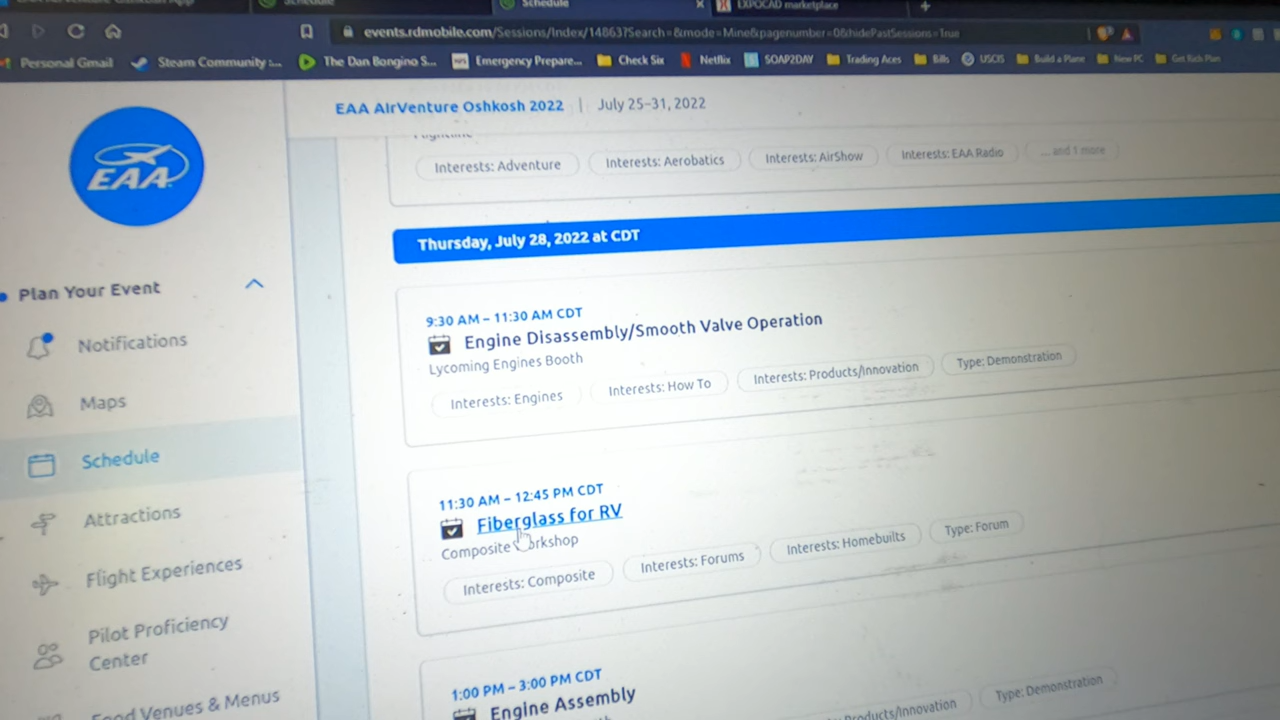 Schedule
Schedule
EXPOCAD marketplace
events.rdmobile.com/Sessions/Index/14863?Search=&mode=Mine&pagenumber=0&hidePastSessions=True
Personal Gmail
Steam Community :...
The Dan Bongino S...
Emergency Prepare...
Check Six
Netflix
SOAP2DAY
Trading Aces
Bills
USCIS
Build a Plane
New PC
Get Rich Plan
EAA
EAA AirVenture Oshkosh 2022 | July 25–31, 2022
Interests: Adventure
Interests: Aerobatics
Interests: AirShow
Interests: EAA Radio
... and 1 more
Thursday, July 28, 2022 at CDT
Plan Your Event
Notifications
Maps
Schedule
Attractions
Flight Experiences
Pilot Proficiency
Center
Food Venues & Menus
9:30 AM – 11:30 AM CDT
Engine Disassembly/Smooth Valve Operation
Lycoming Engines Booth
Interests: Engines
Interests: How To
Interests: Products/Innovation
Type: Demonstration
11:30 AM – 12:45 PM CDT
Fiberglass for RV
Composite Workshop
Interests: Composite
Interests: Forums
Interests: Homebuilts
Type: Forum
1:00 PM – 3:00 PM CDT
Engine Assembly
Products/Innovation
Type: Demonstration